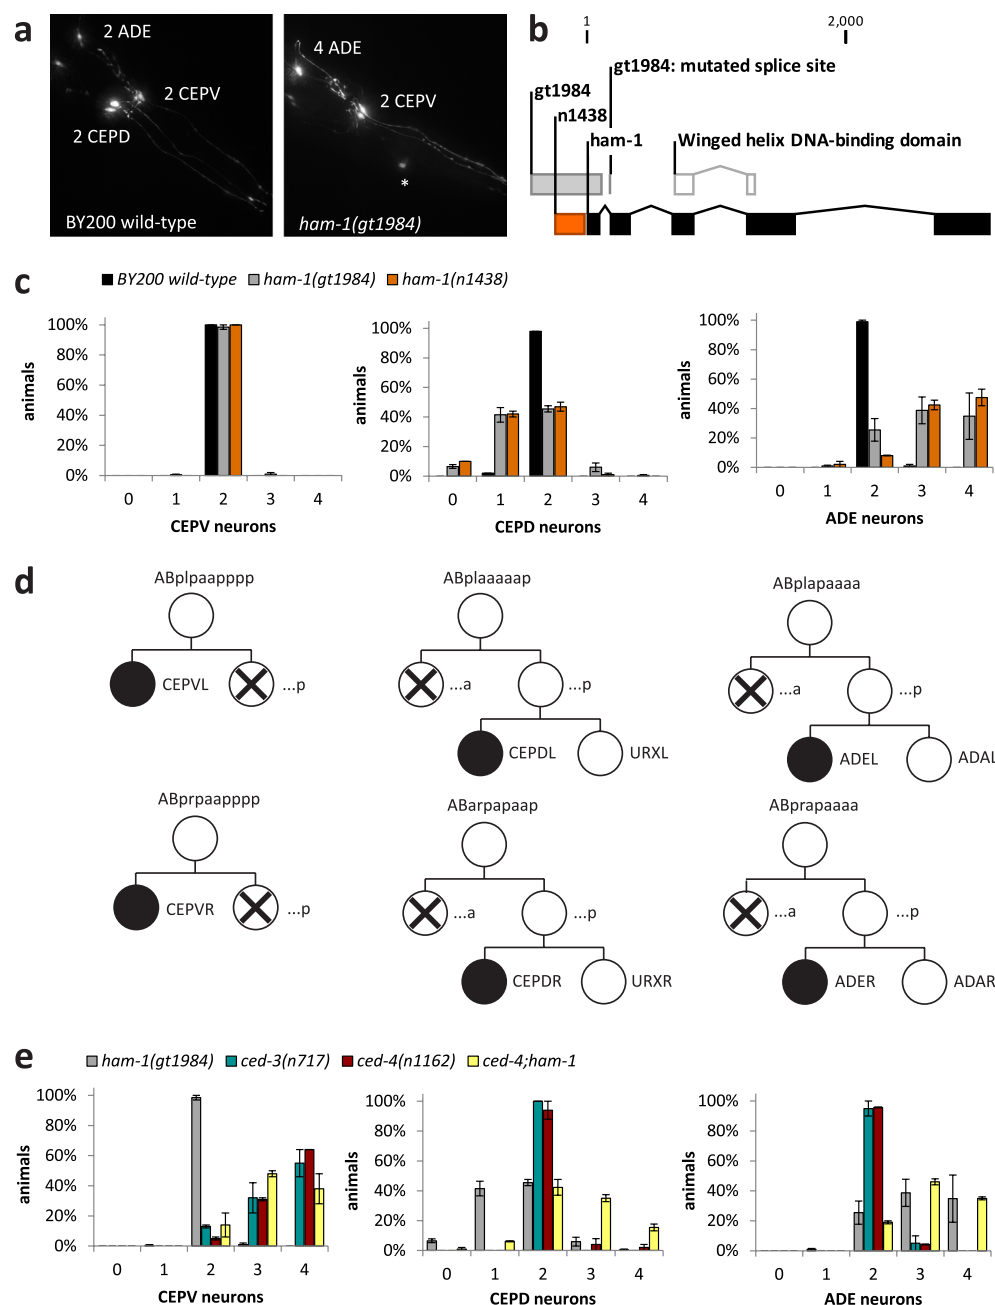 a
2 ADE
2 CEPV
2 CEPD
BY200 wild-type
4 ADE
2 CEPV
*
ham-1(gt1984)
b
1 2,000
gt1984: mutated splice site
gt1984
n1438
ham-1 Winged helix DNA-binding domain
c
BY200 wild-type ham-1(gt1984) ham-1(n1438)
100%
80%
60%
40%
20%
0%
animals
0 1 2 3 4
CEPV neurons
100%
80%
60%
40%
20%
0%
animals
0 1 2 3 4
CEPD neurons
100%
80%
60%
40%
20%
0%
animals
0 1 2 3 4
ADE neurons
d
ABplpaapppp
CEPVL ...p
ABplaaaaap
...a ...p
CEPDL URXL
ABplapaaaa
...a ...p
ADEL ADAL
ABprpaapppp
CEPVR ...p
ABarpapaap
...a ...p
CEPDR URXR
ABprapaaaa
...a ...p
ADER ADAR
e
ham-1(gt1984) ced-3(n717) ced-4(n1162) ced-4;ham-1
100%
80%
60%
40%
20%
0%
animals
0 1 2 3 4
CEPV neurons
100%
80%
60%
40%
20%
0%
animals
0 1 2 3 4
CEPD neurons
100%
80%
60%
40%
20%
0%
animals
0 1 2 3 4
ADE neurons